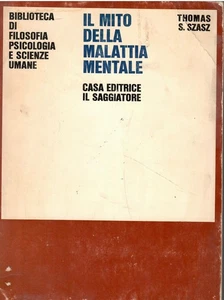 BIBLIOTECA
DI
FILOSOFIA
PSICOLOGIA
E SCIENZE
UMANE
IL MITO
DELLA
MALATTIA
MENTALE
CASA EDITRICE
IL SAGGIATORE
THOMAS
S. SZASZ